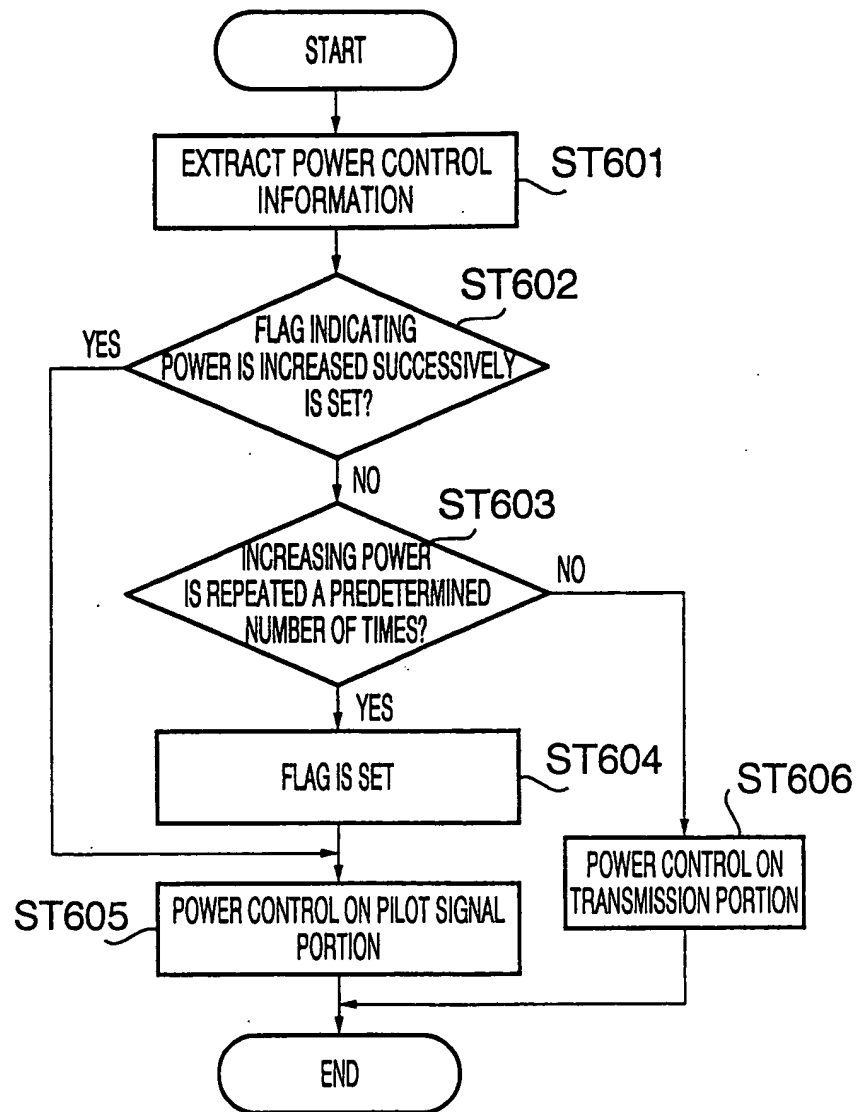 START
EXTRACT POWER CONTROL
INFORMATION
ST601
ST602
FLAG INDICATING
POWER IS INCREASED SUCCESSIVELY
IS SET?
YES
NO
ST603
INCREASING POWER
IS REPEATED A PREDETERMINED
NUMBER OF TIMES?
NO
YES
FLAG IS SET
ST604
ST606
POWER CONTROL ON
TRANSMISSION PORTION
ST605
POWER CONTROL ON PILOT SIGNAL
PORTION
END